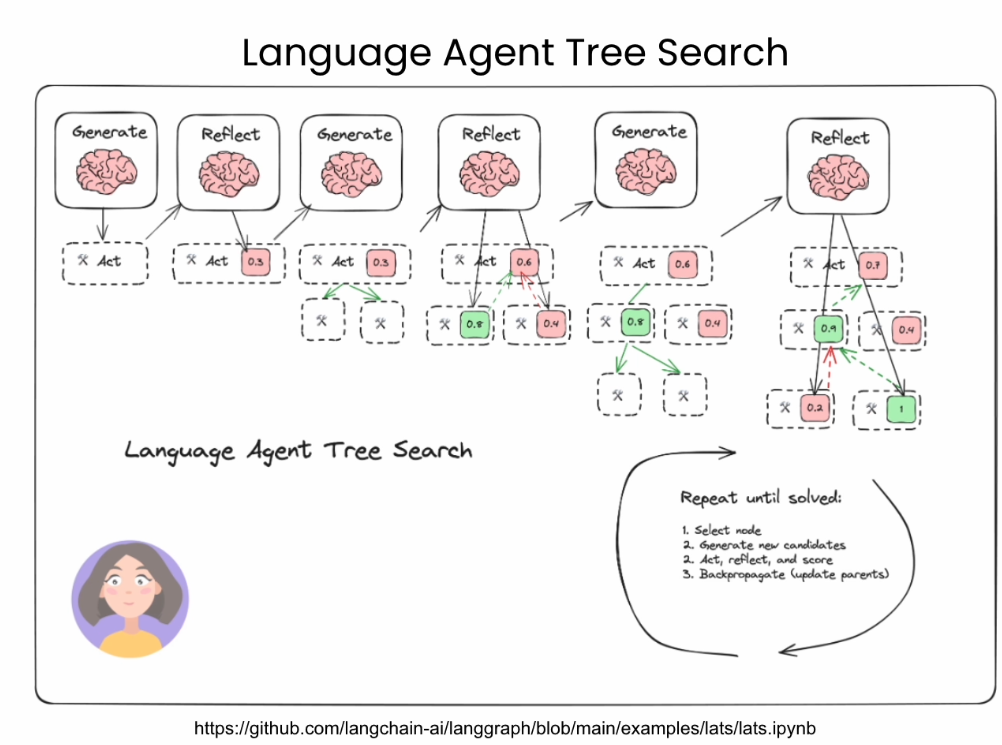 Language Agent Tree Search
Generate
Reflect
Generate
Reflect
Generate
Reflect
Act
Act 0.3
Act 0.3
Act 0.6
0.8 0.4
Act 0.6
0.8 0.4
Act 0.7
0.9 0.4
0.2 1
Language Agent Tree Search
Repeat until solved:
1. Select node
2. Generate new candidates
2. Act, reflect, and score
3. Backpropagate (update parents)
https://github.com/langchain-ai/langgraph/blob/main/examples/lats/lats.ipynb